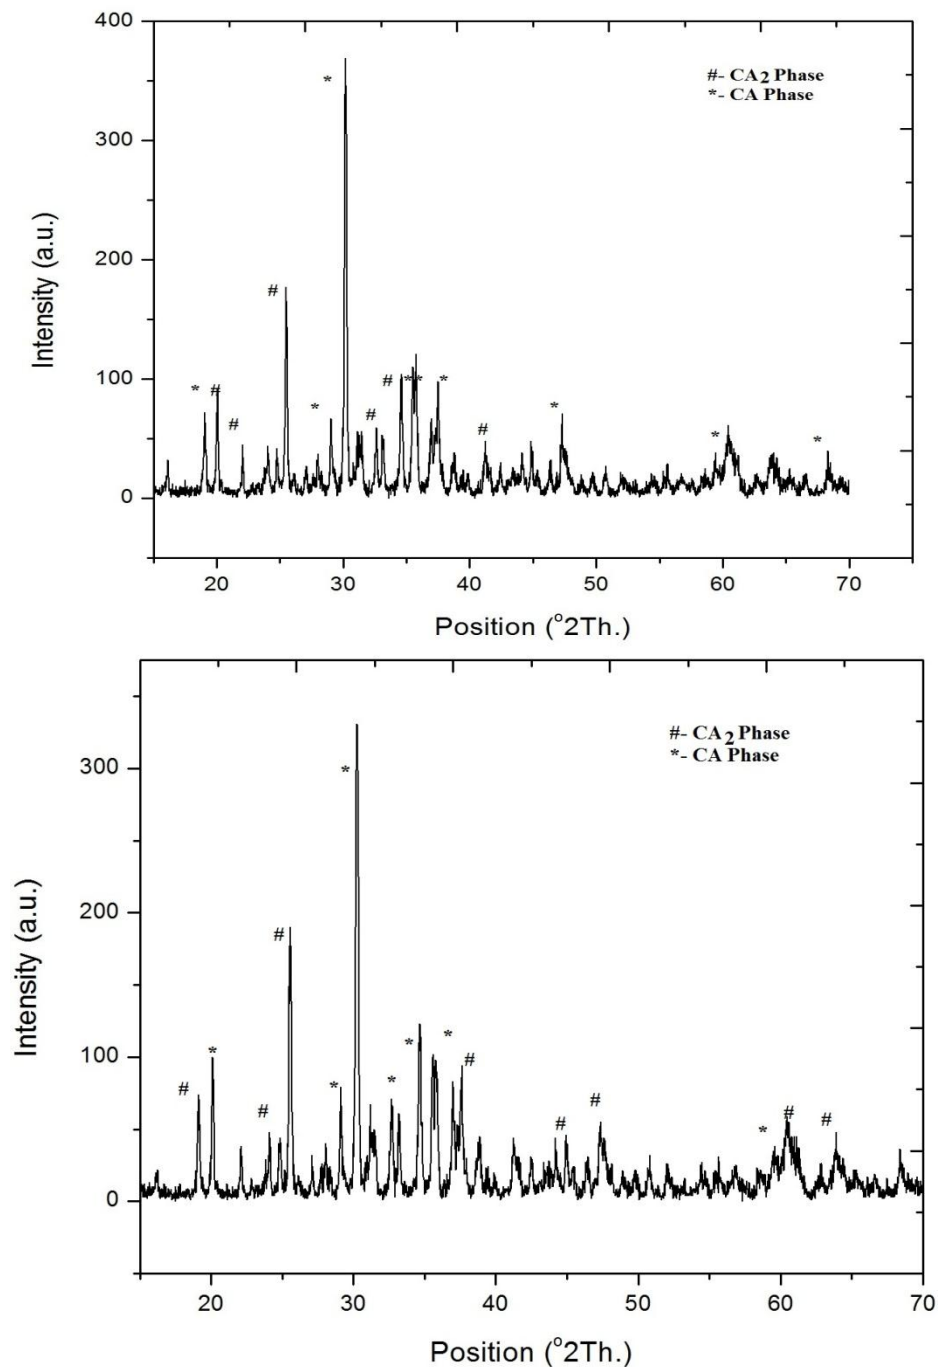 400
#- CA2 Phase
*- CA Phase
*
300
200
#
100
* # * # * * *
# * # # * * *
0
20 30 40 50 60 70
Intensity (a.u.)
Position (°2Th.)
#- CA2 Phase
*- CA Phase
300
*
200
#
100
* * * #
# # * * # # * # #
0
20 30 40 50 60 70
Intensity (a.u.)
Position (°2Th.)